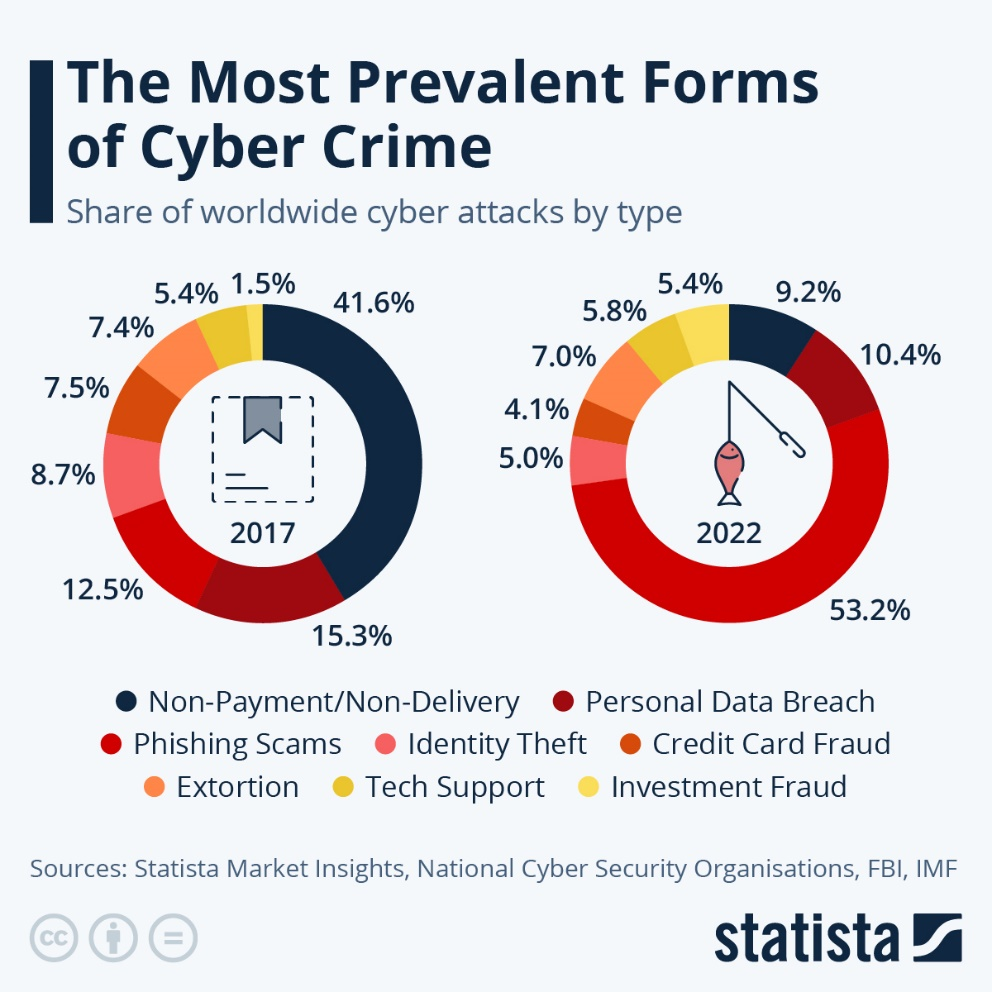 The Most Prevalent Forms
of Cyber Crime
Share of worldwide cyber attacks by type
5.4% 1.5% 41.6%
7.4%
7.5%
8.7%
12.5%
15.3%
2017
5.4% 9.2%
5.8%
7.0% 10.4%
4.1%
5.0%
53.2%
2022
Non-Payment/Non-Delivery Personal Data Breach
Phishing Scams Identity Theft Credit Card Fraud
Extortion Tech Support Investment Fraud
Sources: Statista Market Insights, National Cyber Security Organisations, FBI, IMF
cc
statista